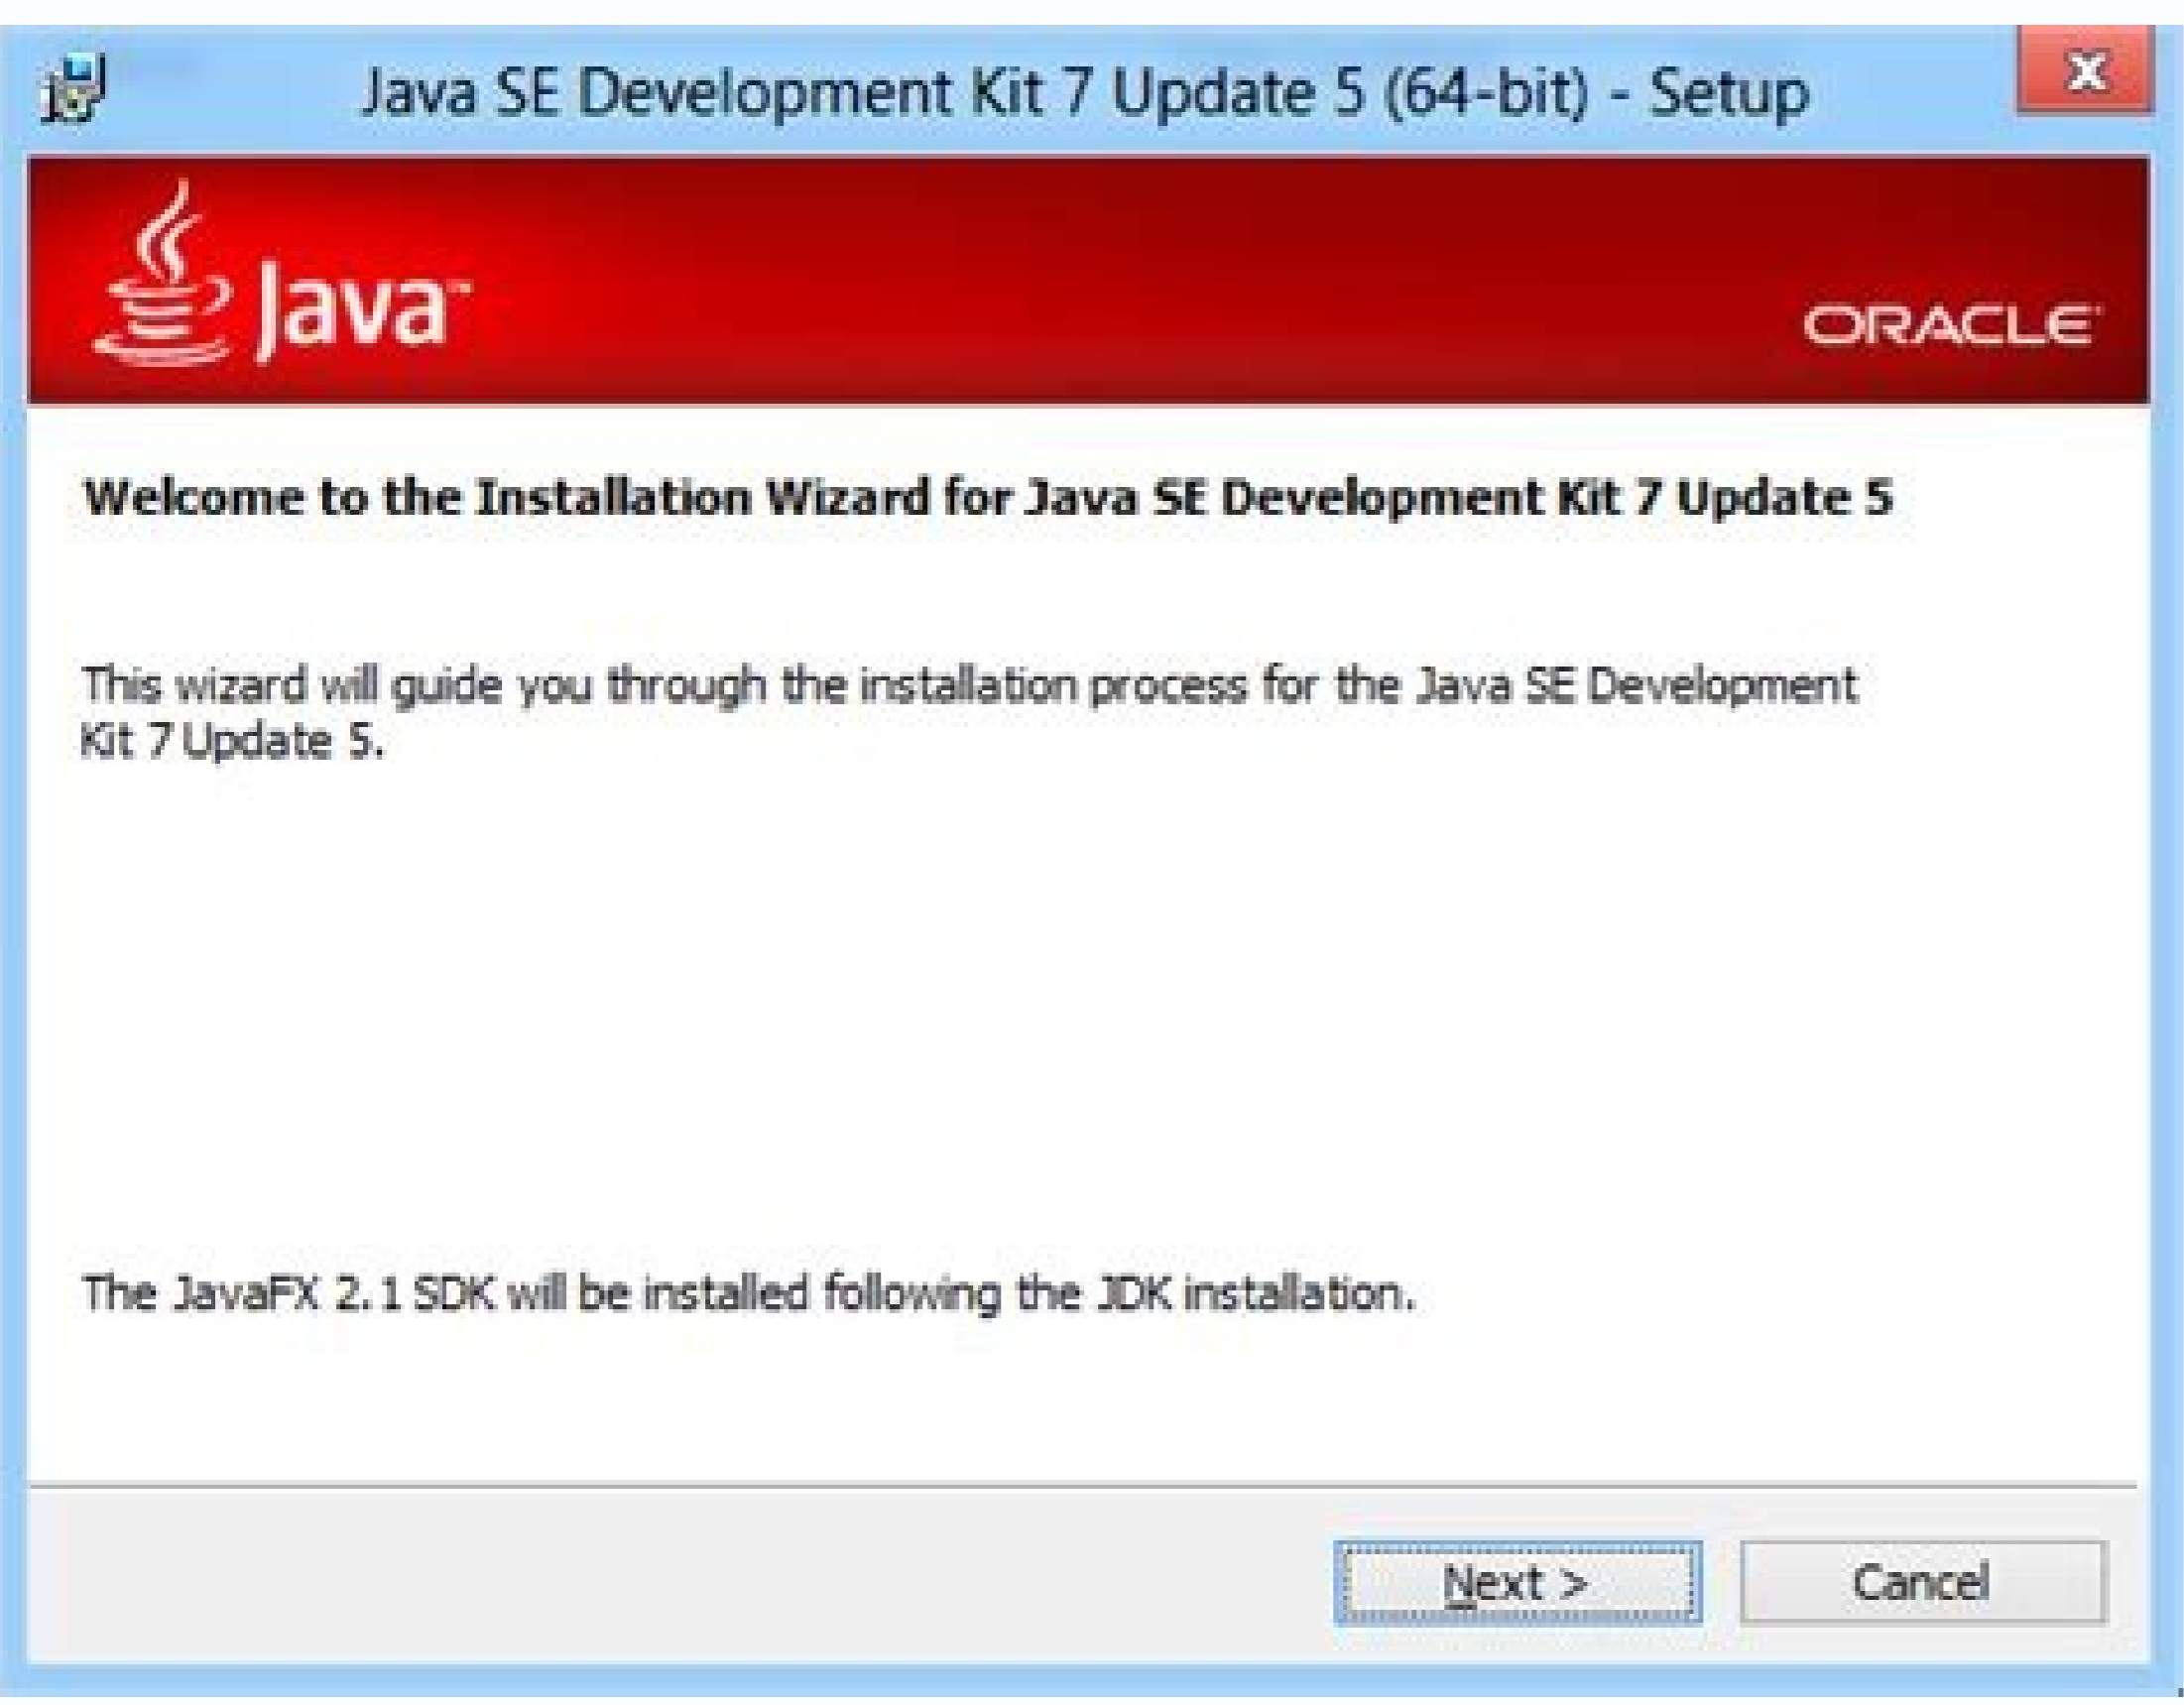 Java SE Development Kit 7 Update 5 (64-bit) - Setup
Java™
ORACLE
Welcome to the Installation Wizard for Java SE Development Kit 7 Update 5
This wizard will guide you through the installation process for the Java SE Development
Kit 7 Update 5.
The JavaFX 2.1 SDK will be installed following the JDK installation.
Next >
Cancel